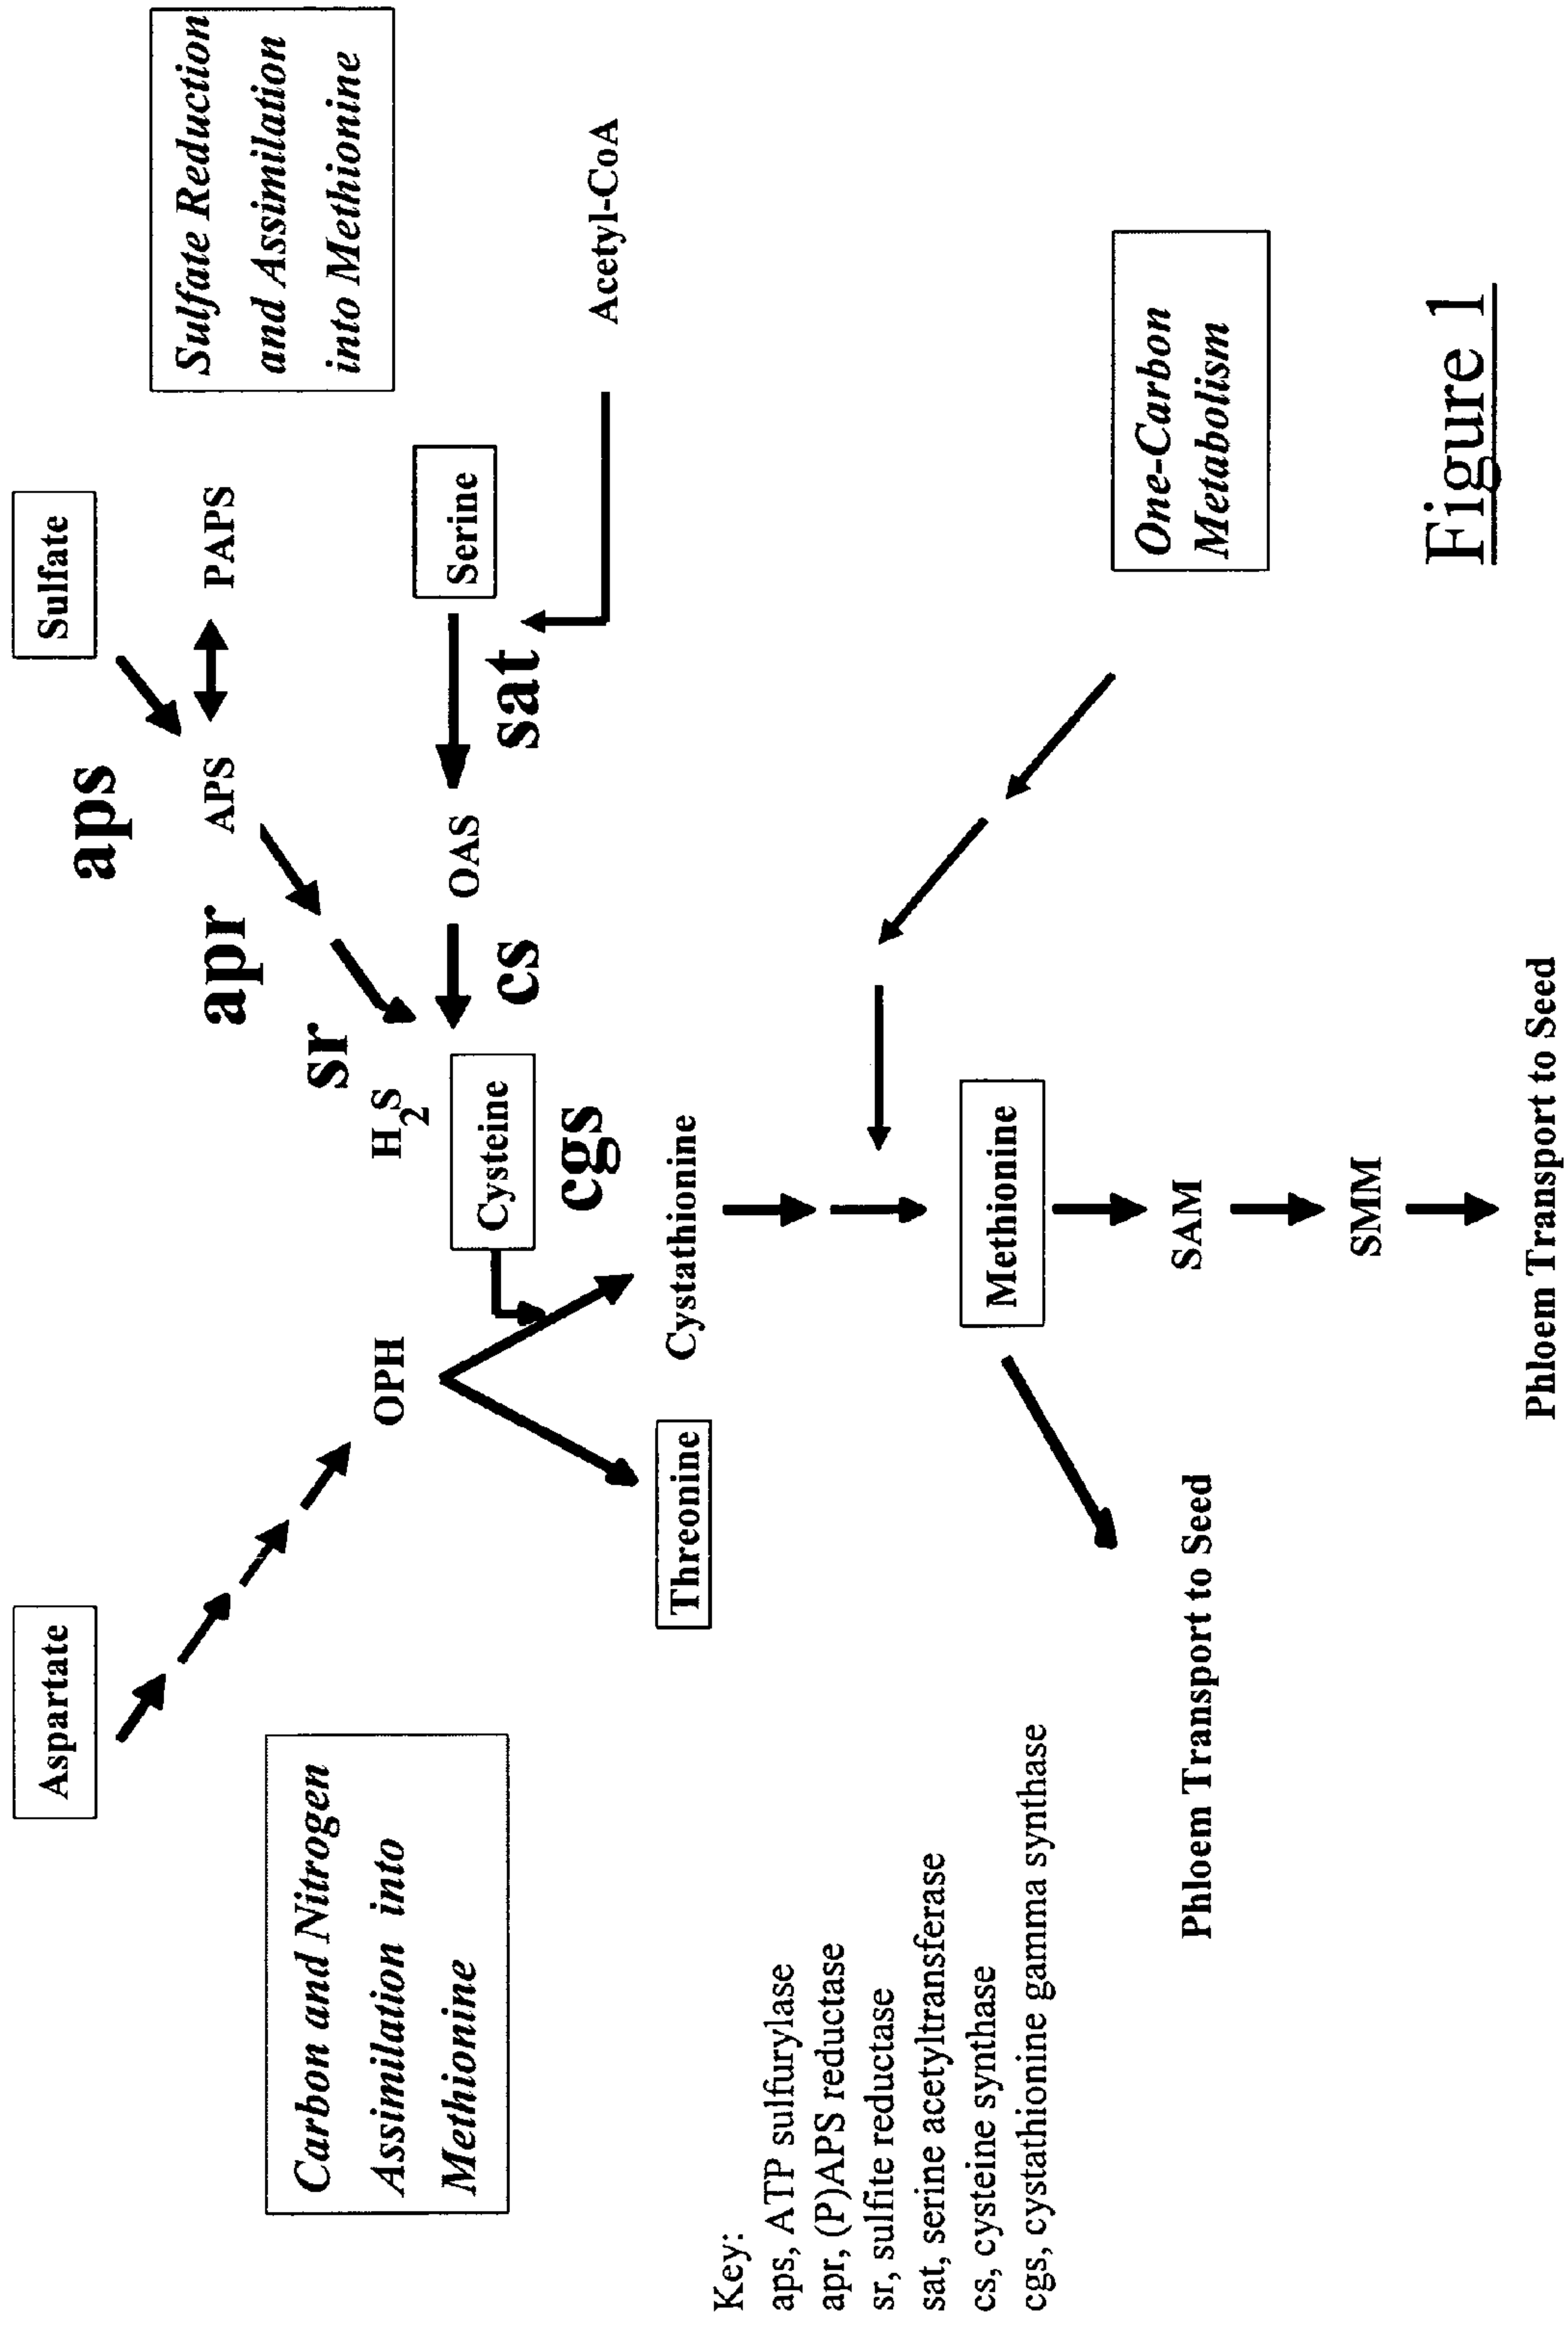 Aspartate
Sulfate
aps
APS
PAPS
Sulfate Reduction
and Assimilation
into Methionine
Carbon and Nitrogen
Assimilation into
Methionine
apr
sr
OPH
H2S
Cysteine
OAS
Serine
cs
sat
cgs
Acetyl-CoA
Threonine
Cystathionine
Key:
aps, ATP sulfurylase
apr, (P)APS reductase
sr, sulfite reductase
sat, serine acetyltransferase
cs, cysteine synthase
cgs, cystathionine gamma synthase
Methionine
One-Carbon
Metabolism
Phloem Transport to Seed
SAM
SMM
Phloem Transport to Seed
Figure 1